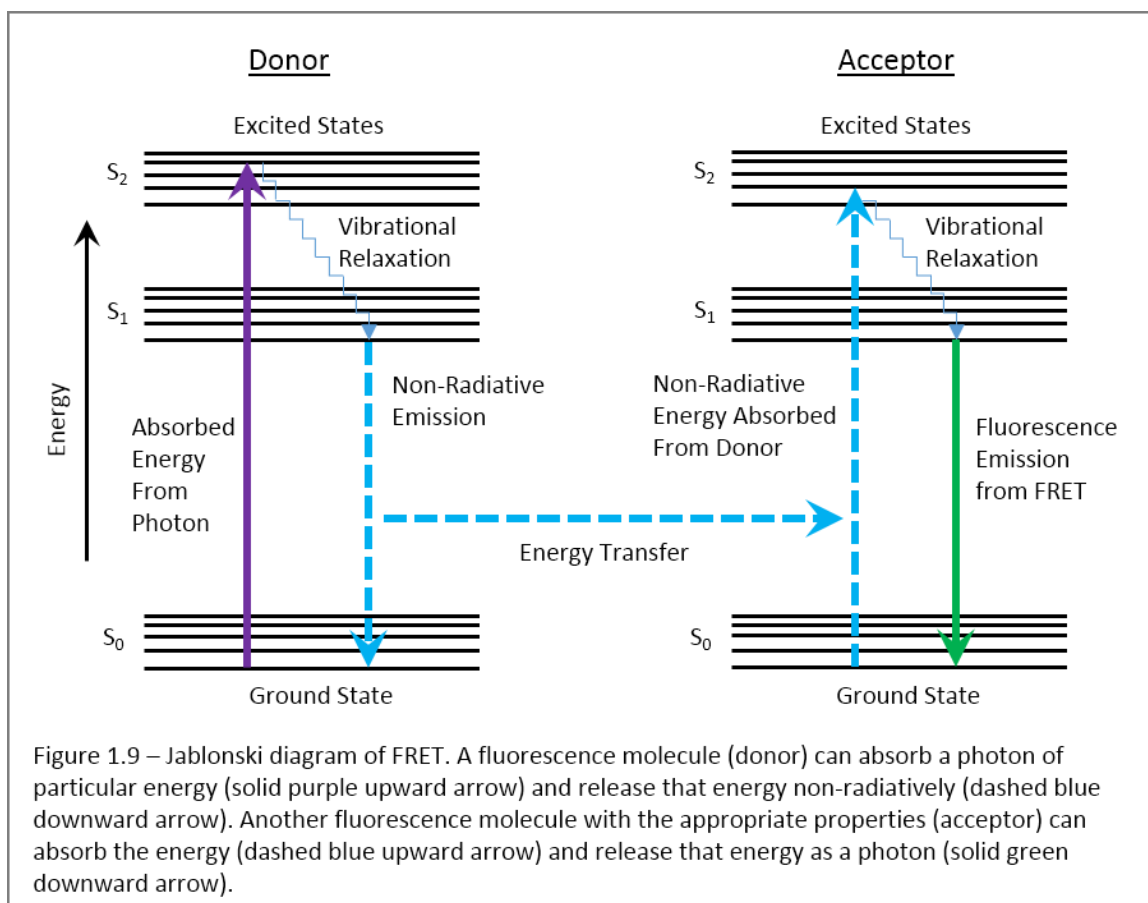 Donor
Acceptor
Excited States
Excited States
S₂
S₂
Vibrational
Relaxation
Vibrational
Relaxation
S₁
S₁
Energy
Absorbed
Energy
From
Photon
Non-Radiative
Emission
Non-Radiative
Energy Absorbed
From Donor
Fluorescence
Emission
from FRET
Energy Transfer
S₀
S₀
Ground State
Ground State
Figure 1.9 – Jablonski diagram of FRET. A fluorescence molecule (donor) can absorb a photon of
particular energy (solid purple upward arrow) and release that energy non-radiatively (dashed blue
downward arrow). Another fluorescence molecule with the appropriate properties (acceptor) can
absorb the energy (dashed blue upward arrow) and release that energy as a photon (solid green
downward arrow).